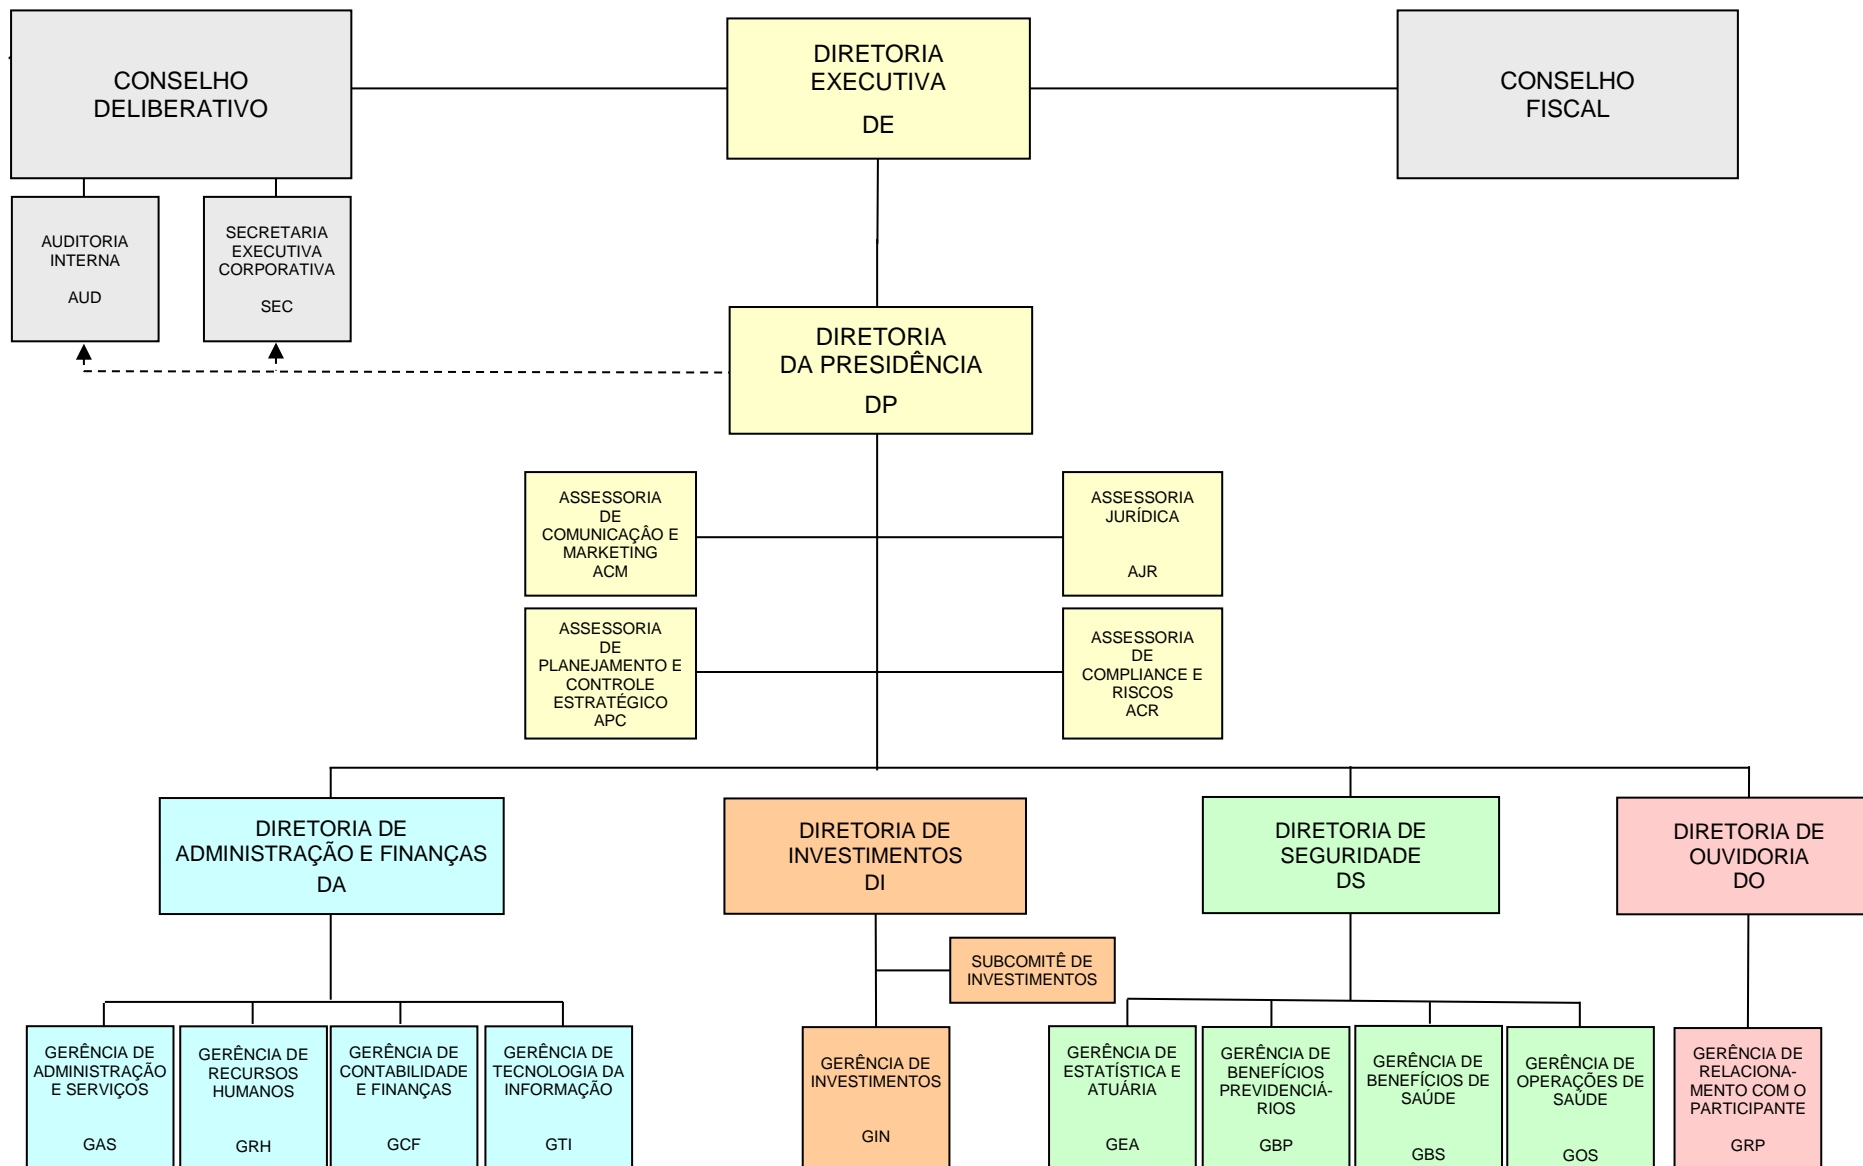 CONSELHO
DELIBERATIVO
DIRETORIA
EXECUTIVA
DE
CONSELHO
FISCAL
AUDITORIA
INTERNA
AUD
SECRETARIA
EXECUTIVA
CORPORATIVA
SEC
DIRETORIA
DA PRESIDÊNCIA
DP
ASSESSORIA
DE
COMUNICAÇÂO E
MARKETING
ACM
ASSESSORIA
JURÍDICA
AJR
ASSESSORIA
DE
PLANEJAMENTO E
CONTROLE
ESTRATÉGICO
APC
ASSESSORIA
DE
COMPLIANCE E
RISCOS
ACR
DIRETORIA DE
ADMINISTRAÇÃO E FINANÇAS
DA
DIRETORIA DE
INVESTIMENTOS
DI
DIRETORIA DE
SEGURIDADE
DS
DIRETORIA DE
OUVIDORIA
DO
SUBCOMITÊ DE
INVESTIMENTOS
GERÊNCIA DE
ADMINISTRAÇÃO
E SERVIÇOS
GAS
GERÊNCIA DE
RECURSOS
HUMANOS
GRH
GERÊNCIA DE
CONTABILIDADE
E FINANÇAS
GCF
GERÊNCIA DE
TECNOLOGIA DA
INFORMAÇÃO
GTI
GERÊNCIA DE
INVESTIMENTOS
GIN
GERÊNCIA DE
ESTATÍSTICA E
ATUÁRIA
GEA
GERÊNCIA DE
BENEFÍCIOS
PREVIDENCIÁ-
RIOS
GBP
GERÊNCIA DE
BENEFÍCIOS DE
SAÚDE
GBS
GERÊNCIA DE
OPERAÇÕES DE
SAÚDE
GOS
GERÊNCIA DE
RELACIONA-
MENTO COM O
PARTICIPANTE
GRP